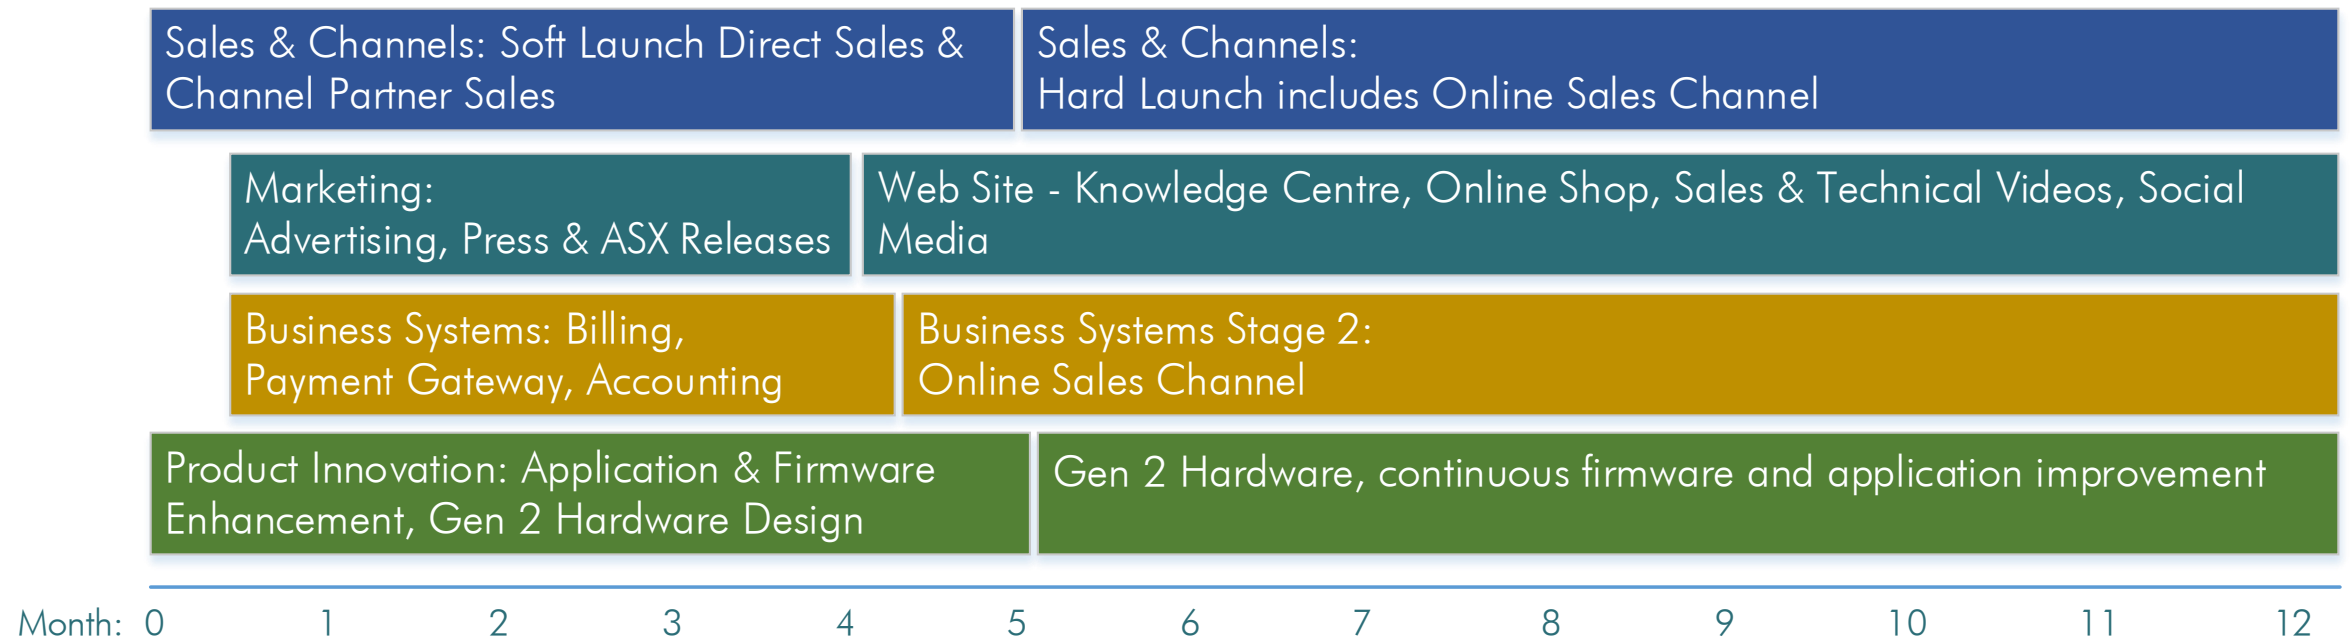 Sales & Channels: Soft Launch Direct Sales &
Channel Partner Sales
Sales & Channels:
Hard Launch includes Online Sales Channel
Marketing:
Advertising, Press & ASX Releases
Web Site - Knowledge Centre, Online Shop, Sales & Technical Videos, Social
Media
Business Systems: Billing,
Payment Gateway, Accounting
Business Systems Stage 2:
Online Sales Channel
Product Innovation: Application & Firmware
Enhancement, Gen 2 Hardware Design
Gen 2 Hardware, continuous firmware and application improvement
Month: 0 1 2 3 4 5 6 7 8 9 10 11 12